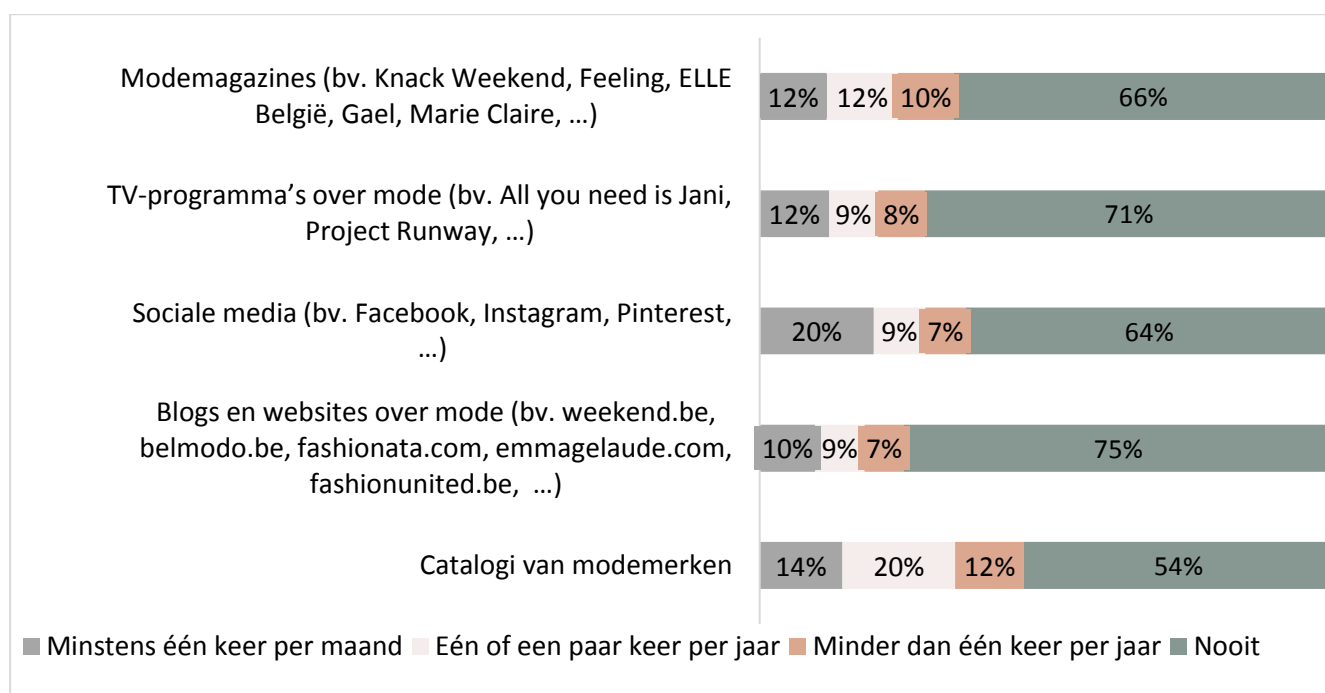 Modemagazines (bv. Knack Weekend, Feeling, ELLE
België, Gael, Marie Claire, …)
12% 12% 10% 66%
TV-programma’s over mode (bv. All you need is Jani,
Project Runway, …)
12% 9% 8% 71%
Sociale media (bv. Facebook, Instagram, Pinterest,
…)
20% 9% 7% 64%
Blogs en websites over mode (bv. weekend.be,
belmodo.be, fashionata.com, emmagelaude.com,
fashionunited.be, …)
10% 9% 7% 75%
Catalogi van modemerken
14% 20% 12% 54%
Minstens één keer per maand Eén of een paar keer per jaar Minder dan één keer per jaar Nooit